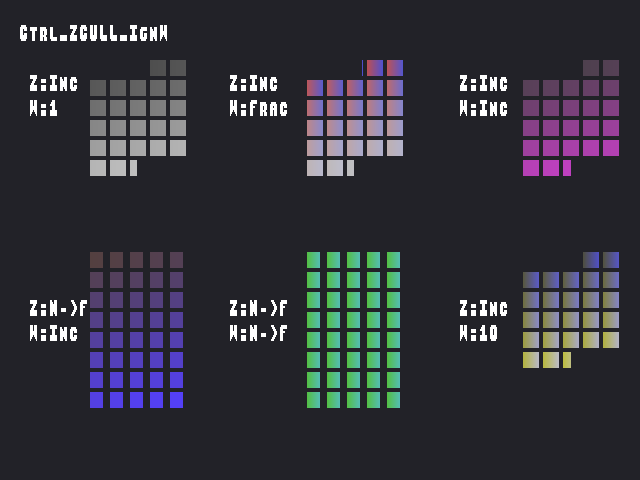 Ctrl_ZCULL_IgnW
Z:Inc
W:1
Z:Inc
W:frac
Z:Inc
W:Inc
Z:N->f
W:Inc
Z:N->f
W:N->f
Z:Inc
W:10